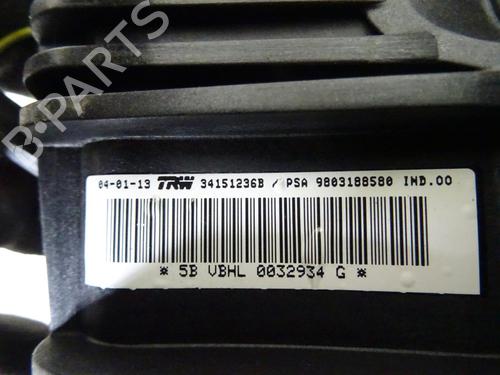 B-PARTS
04-01-13 TRW 34151236B / PSA 9803188580 IND.00
* 5B VBHL 0032934 G *